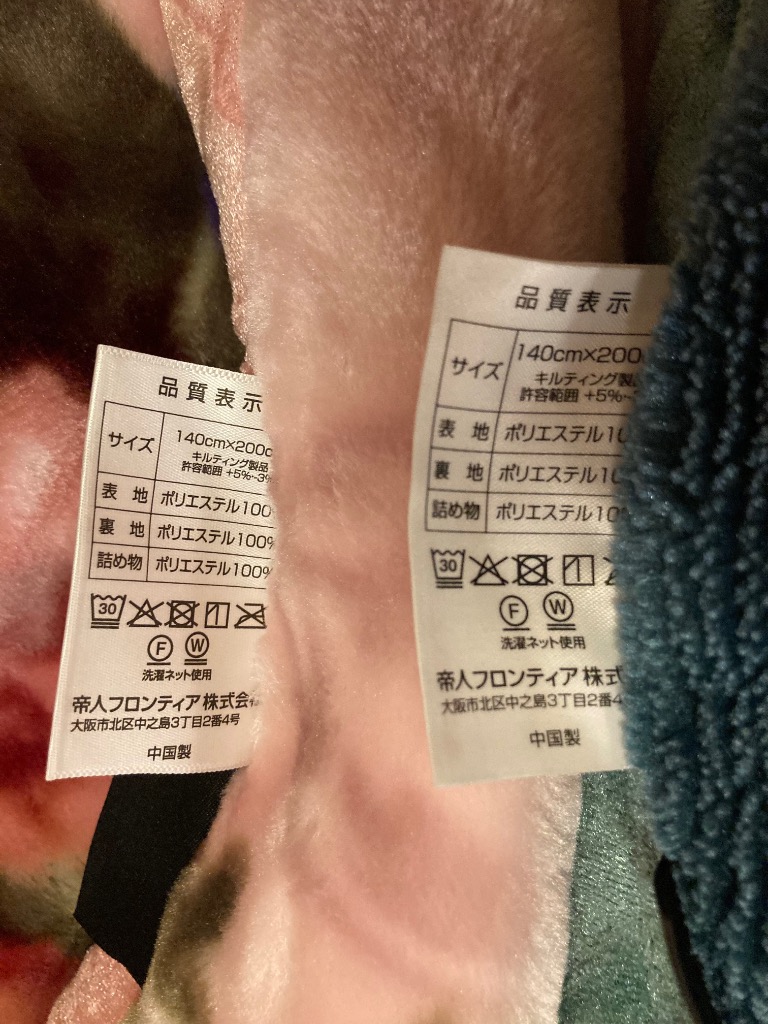 品質表示
サイズ 140cm×200c
キルティング製品
許容範囲 +5%~-3%
表 地 ポリエステル100
裏 地 ポリエステル100%
詰め物 ポリエステル100%
30
F W
洗濯ネット使用
帝人フロンティア株式会
大阪市北区中之島3丁目2番4号
中国製
品質表示
サイズ 140cm×200
キルティング製
許容範囲 +5%~
表 地 ポリエステル10
裏 地 ポリエステル10
詰め物 ポリエステル10
30
F W
洗濯ネット使用
帝人フロンティア株式
大阪市北区中之島3丁目2番4
中国製